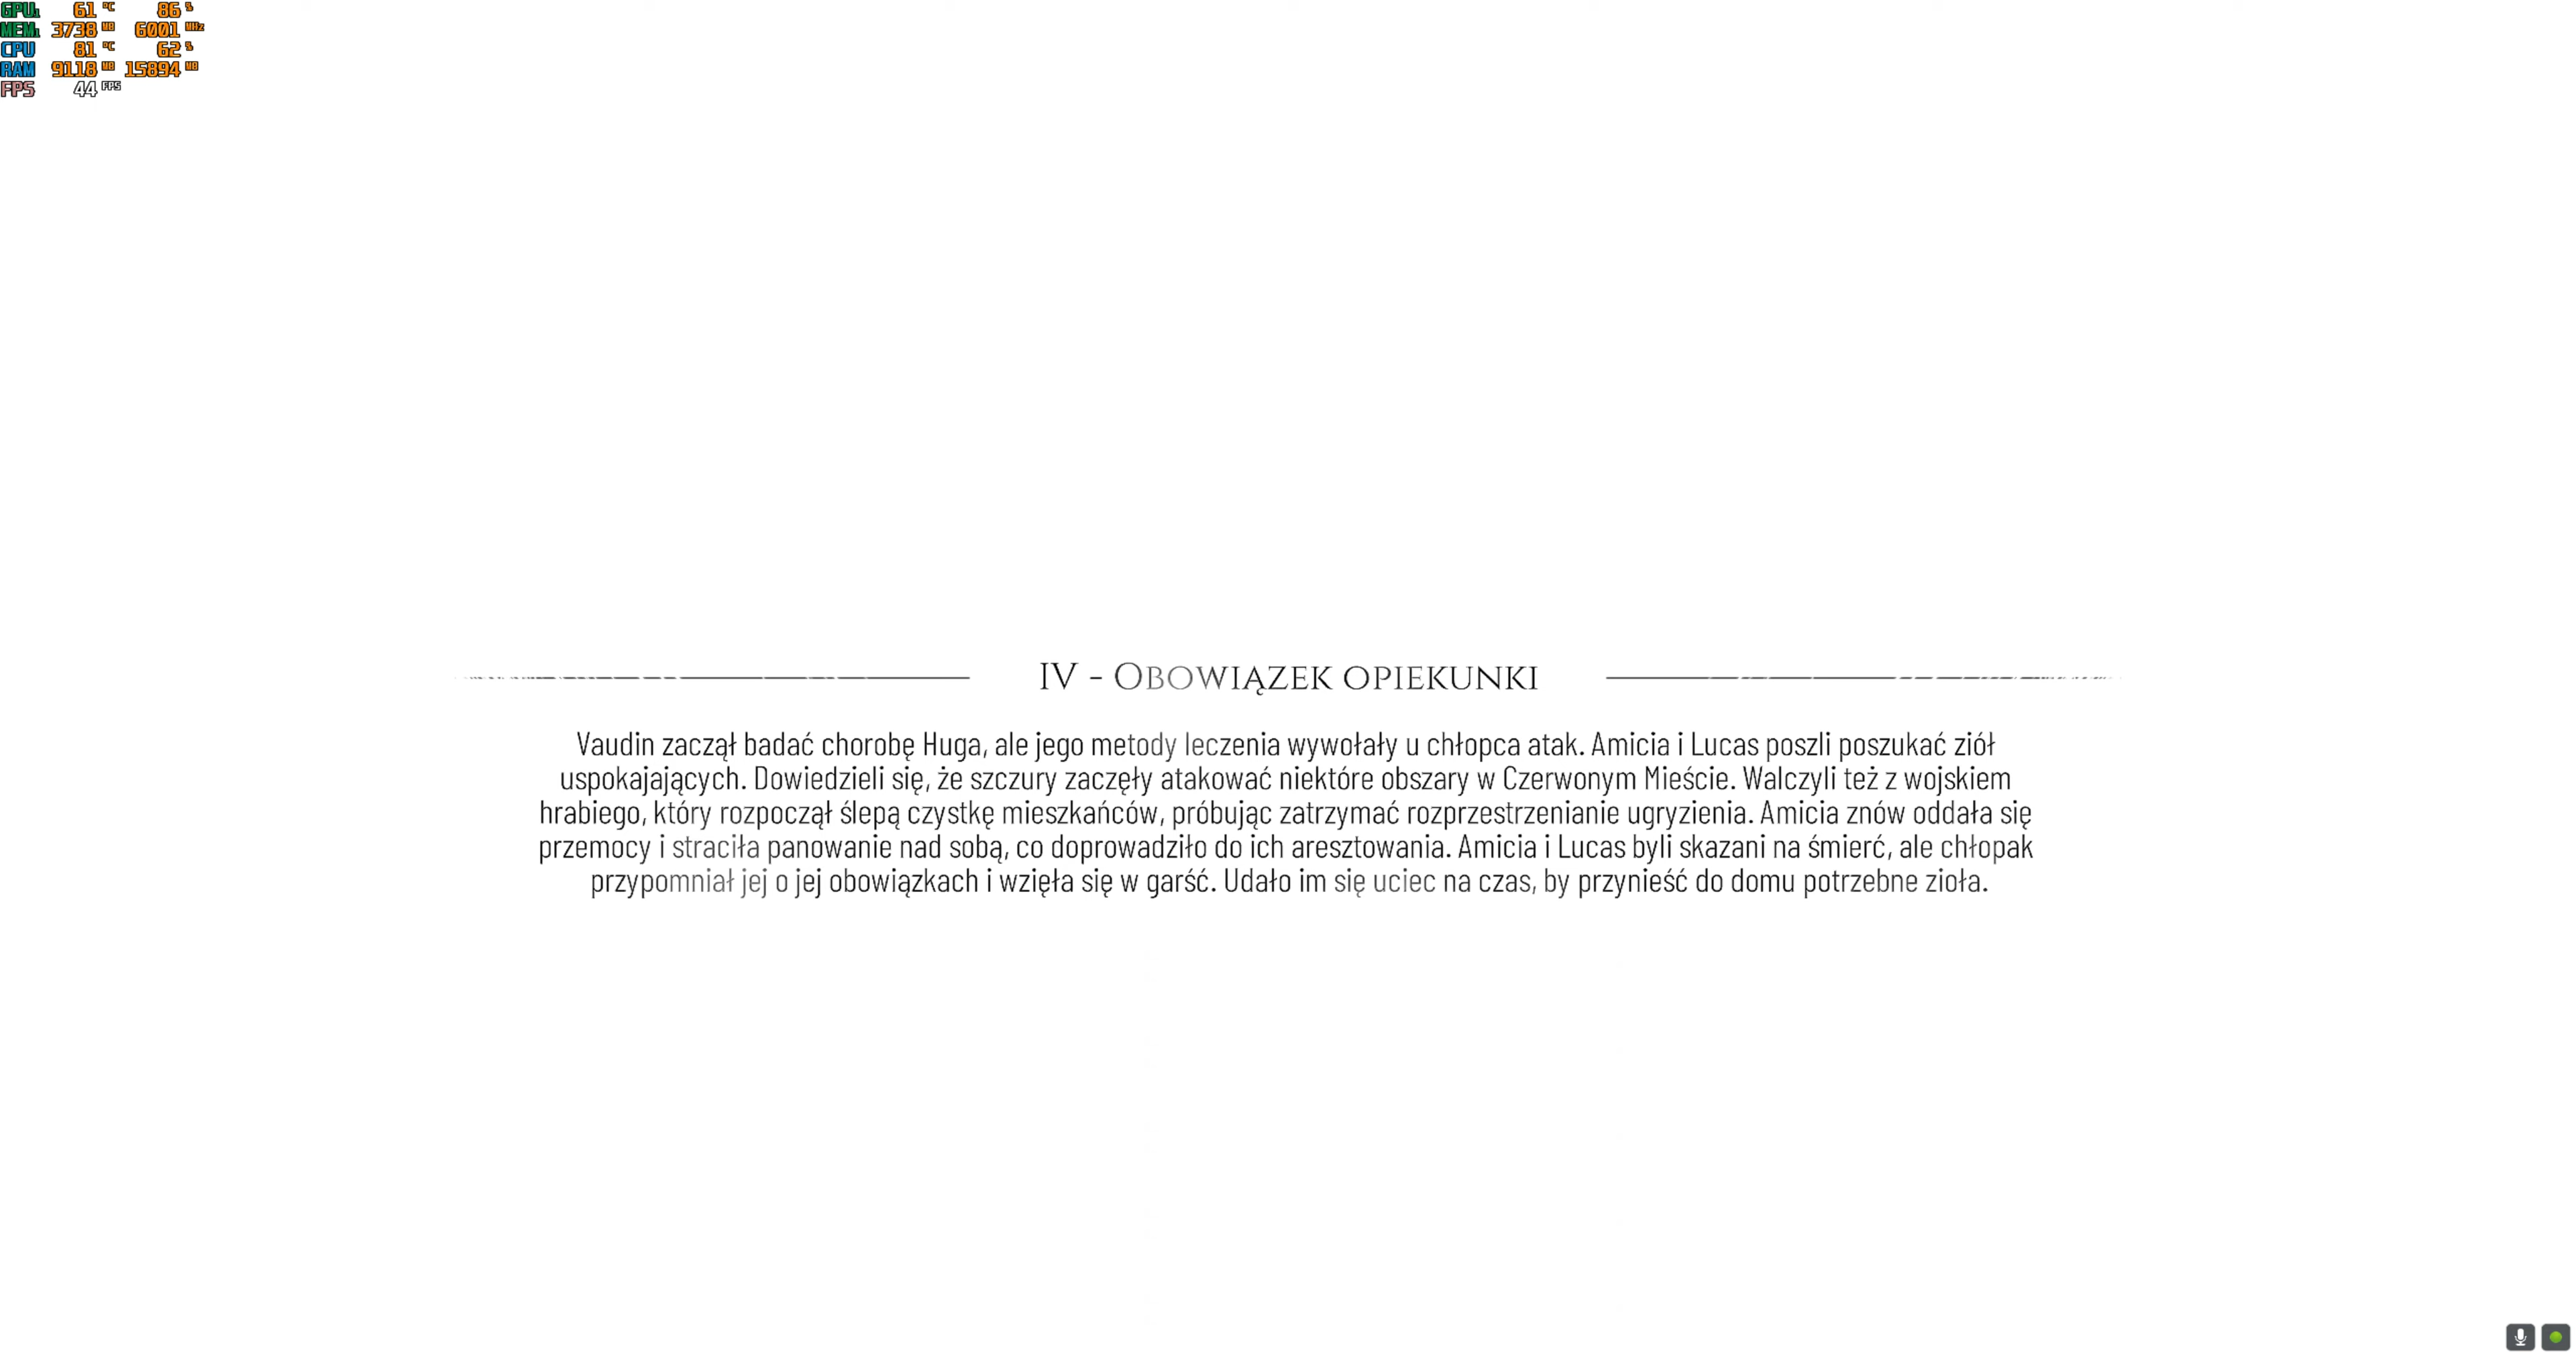 GPU1 61 °C 86 %
MEM1 3738 MB 6001 MHz
CPU 81 °C 62 %
RAM 9118 MB 15894 MB
FPS 44 FPS
IV - Obowiązek opiekunki
Vaudin zaczął badać chorobę Huga, ale jego metody leczenia wywołały u chłopca atak. Amicia i Lucas poszli poszukać ziół
uspokajających. Dowiedzieli się, że szczury zaczęły atakować niektóre obszary w Czerwonym Mieście. Walczyli też z wojskiem
hrabiego, który rozpoczął ślepą czystkę mieszkańców, próbując zatrzymać rozprzestrzenianie ugryzienia. Amicia znów oddała się
przemocy i straciła panowanie nad sobą, co doprowadziło do ich aresztowania. Amicia i Lucas byli skazani na śmierć, ale chłopak
przypomniał jej o jej obowiązkach i wzięła się w garść. Udało im się uciec na czas, by przynieść do domu potrzebne zioła.